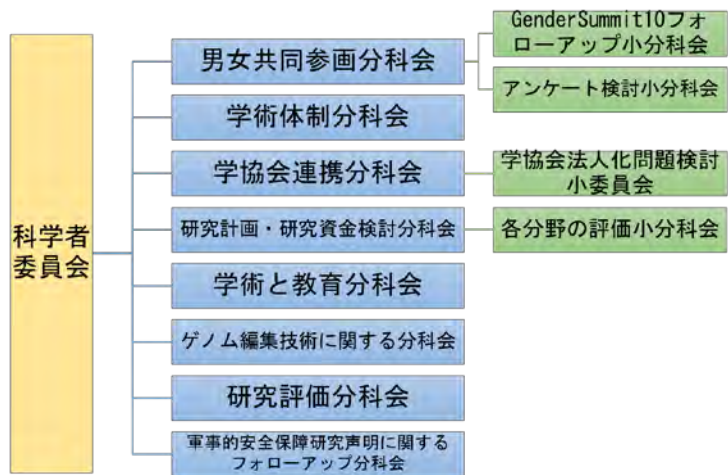 科学者
委員会
男女共同参画分科会
GenderSummit10フォ
ローアップ小分科会
アンケート検討小分科会
学術体制分科会
学協会連携分科会
学協会法人化問題検討
小委員会
研究計画・研究資金検討分科会
各分野の評価小分科会
学術と教育分科会
ゲノム編集技術に関する分科会
研究評価分科会
軍事的安全保障研究声明に関する
フォローアップ分科会